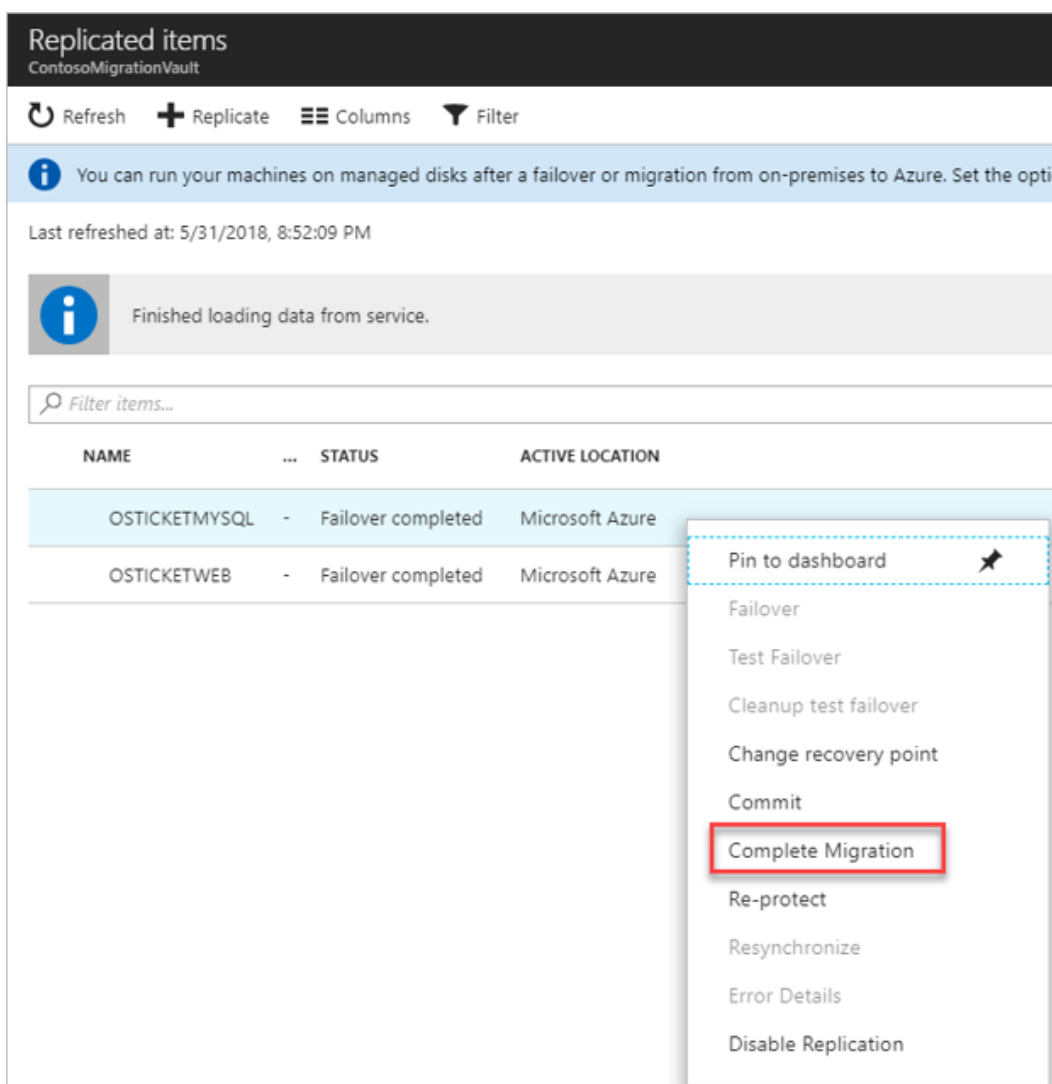 Replicated items
ContosoMigrationVault
Refresh Replicate Columns Filter
You can run your machines on managed disks after a failover or migration from on-premises to Azure. Set the opti
Last refreshed at: 5/31/2018, 8:52:09 PM
Finished loading data from service.
Filter items...
NAME ... STATUS ACTIVE LOCATION
OSTICKETMYSQL - Failover completed Microsoft Azure
OSTICKETWEB - Failover completed Microsoft Azure
Pin to dashboard
Failover
Test Failover
Cleanup test failover
Change recovery point
Commit
Complete Migration
Re-protect
Resynchronize
Error Details
Disable Replication